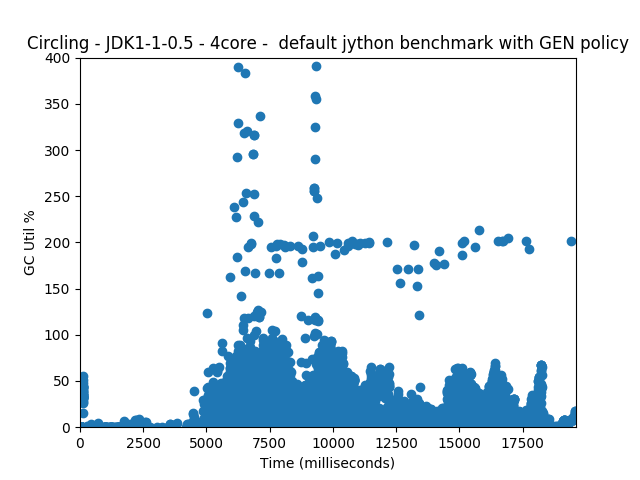 Circling - JDK1-1-0.5 - 4core -  default jython benchmark with GEN policy
400
350
300
250
200
150
100
50
0
GC Util %
0 2500 5000 7500 10000 12500 15000 17500
Time (milliseconds)